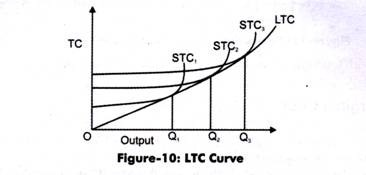 TC
STC₁
STC₂
STC₃
LTC
O
Output
Q₁
Q₂
Q₃
Figure-10: LTC Curve